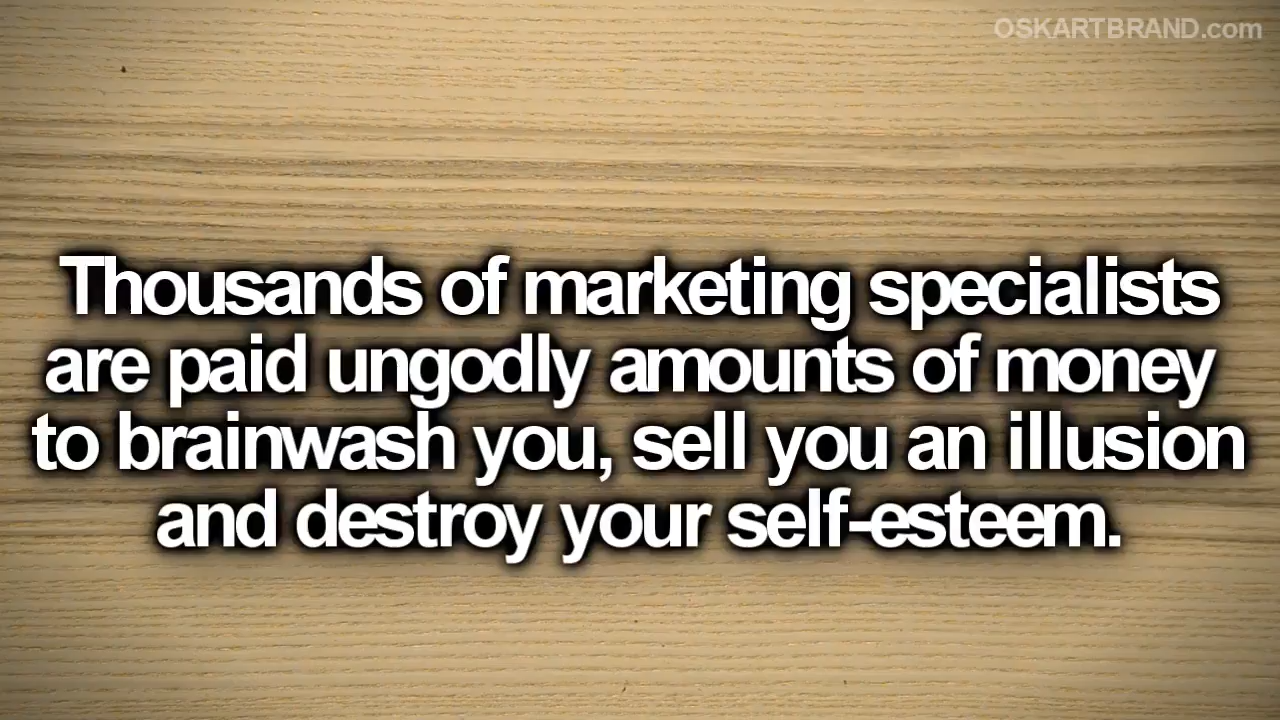 OSKARTBRAND.com
Thousands of marketing specialists
are paid ungodly amounts of money
to brainwash you, sell you an illusion
and destroy your self-esteem.